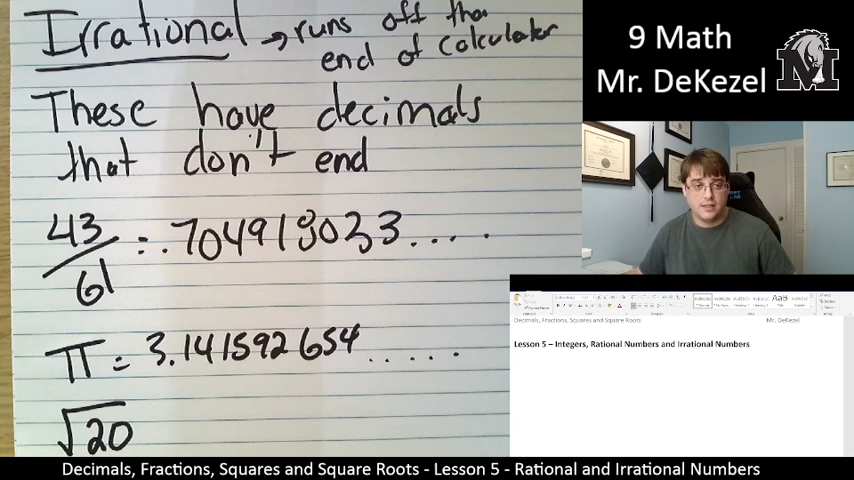 Irrational → runs off the
end of calculator
These have decimals
that don't end
43/61 = .704918033....
π = 3.141592654.....
√20
9 Math
Mr. DeKezel
M
Decimals, Fractions, Squares and Square Roots
Mr. DeKezel
Lesson 5 – Integers, Rational Numbers and Irrational Numbers
Decimals, Fractions, Squares and Square Roots - Lesson 5 - Rational and Irrational Numbers